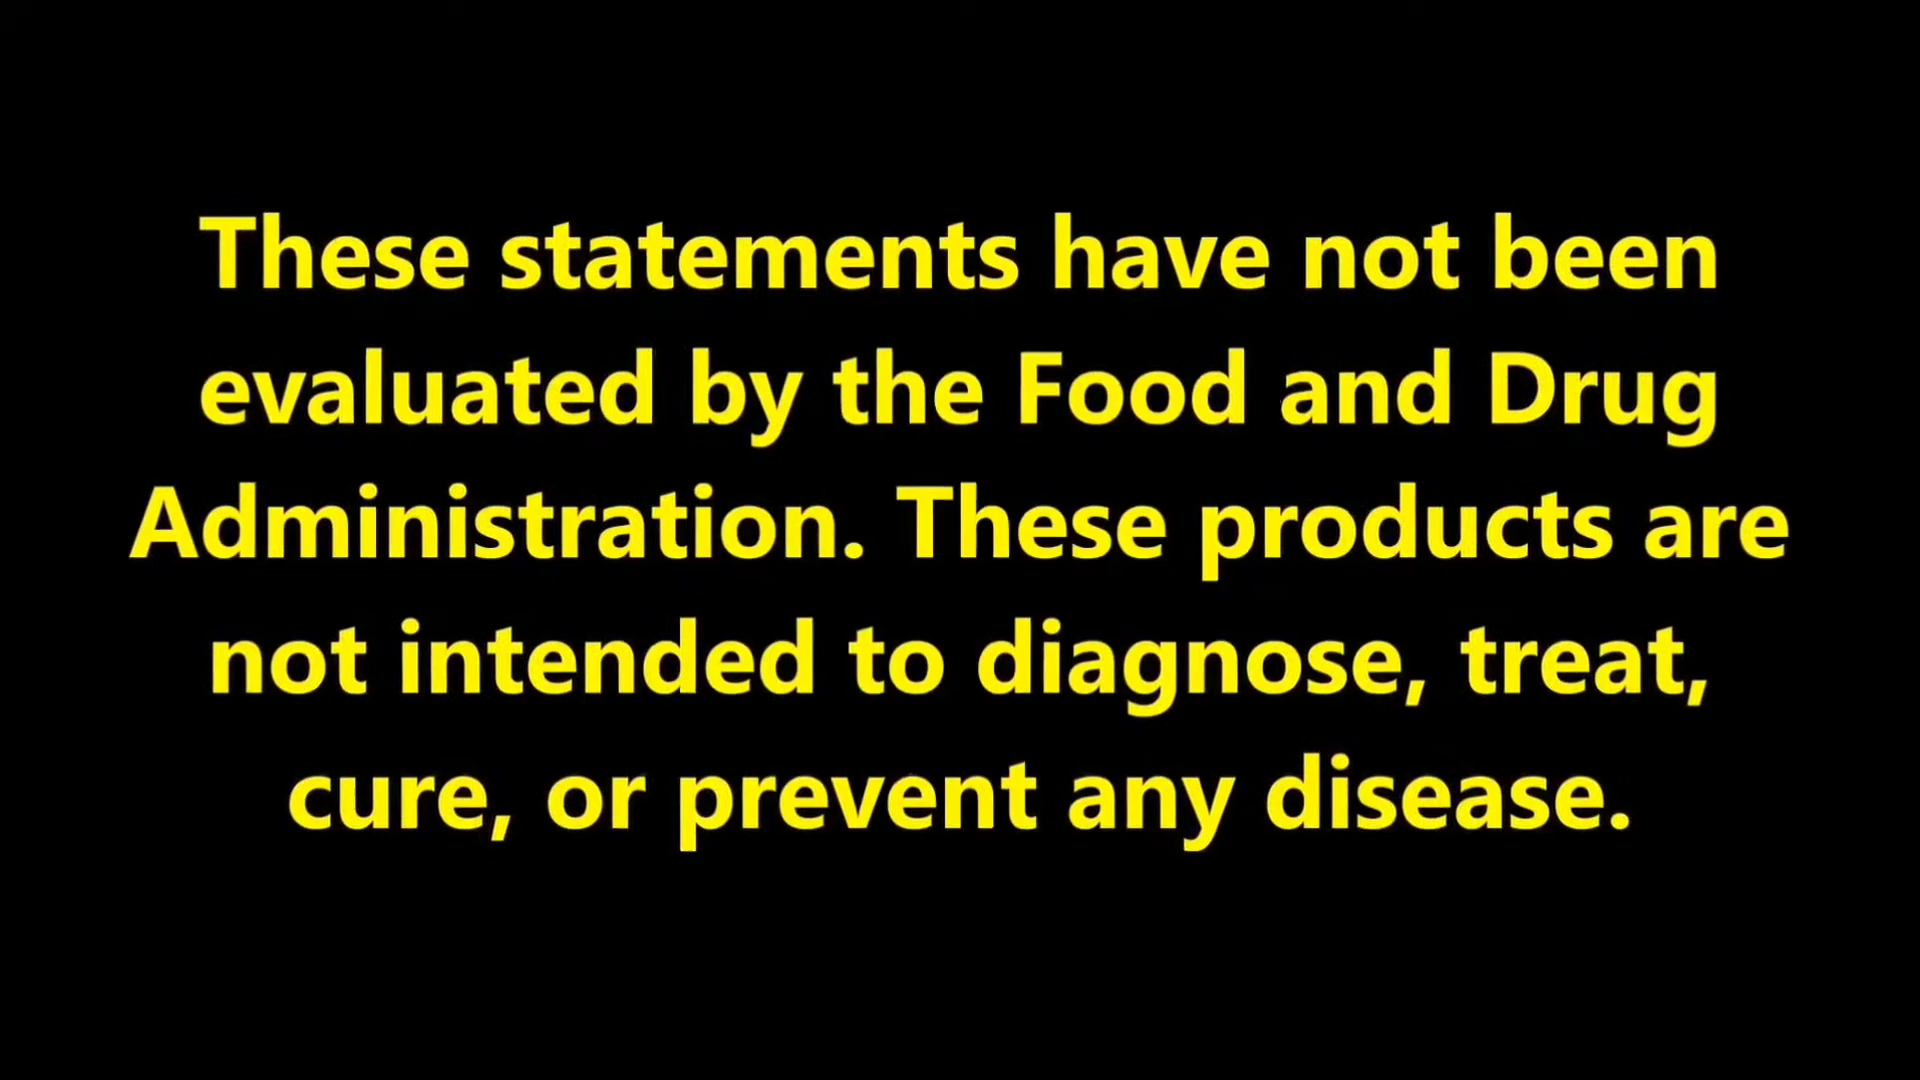 These statements have not been
evaluated by the Food and Drug
Administration. These products are
not intended to diagnose, treat,
cure, or prevent any disease.